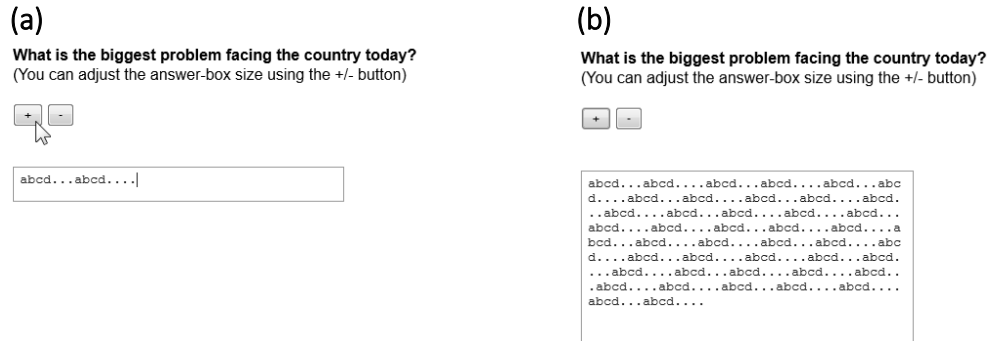 (a)
What is the biggest problem facing the country today?
(You can adjust the answer-box size using the +/- button)
+ -
abcd...abcd....
(b)
What is the biggest problem facing the country today?
(You can adjust the answer-box size using the +/- button)
+ -
abcd...abcd....abcd...abcd....abcd...abc
d....abcd...abcd....abcd...abcd....abcd.
..abcd....abcd...abcd....abcd....abcd...
abcd....abcd....abcd...abcd....abcd....a
bcd...abcd....abcd....abcd...abcd....abc
d....abcd...abcd....abcd....abcd...abcd.
...abcd....abcd...abcd....abcd....abcd..
.abcd....abcd....abcd...abcd....abcd....
abcd...abcd....